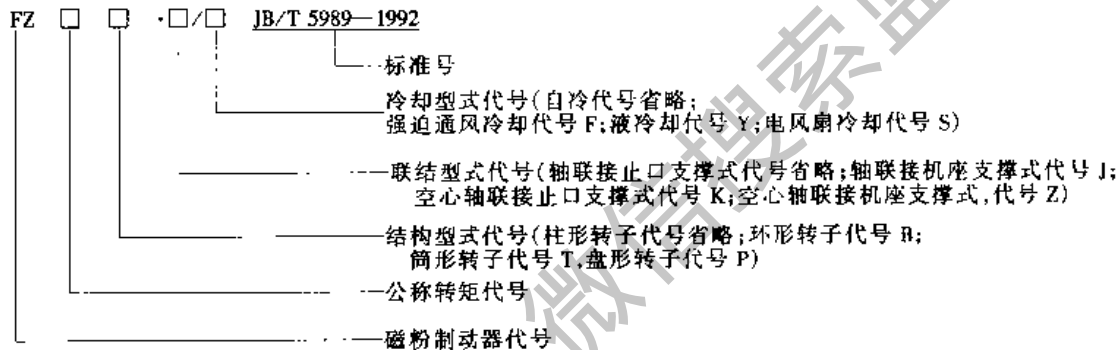 FZ □ □ ·□/□ JB/T 5989—1992
标准号
冷却型式代号(自冷代号省略;
强迫通风冷却代号 F;液冷却代号 Y;电风扇冷却代号 S)
联结型式代号(轴联接止口支撑式代号省略;轴联接机座支撑式代号 J;
空心轴联接止口支撑式代号 K;空心轴联接机座支撑式,代号 Z)
结构型式代号(柱形转子代号省略;环形转子代号 B;
筒形转子代号 T,盘形转子代号 P)
公称转矩代号
磁粉制动器代号
微信搜索